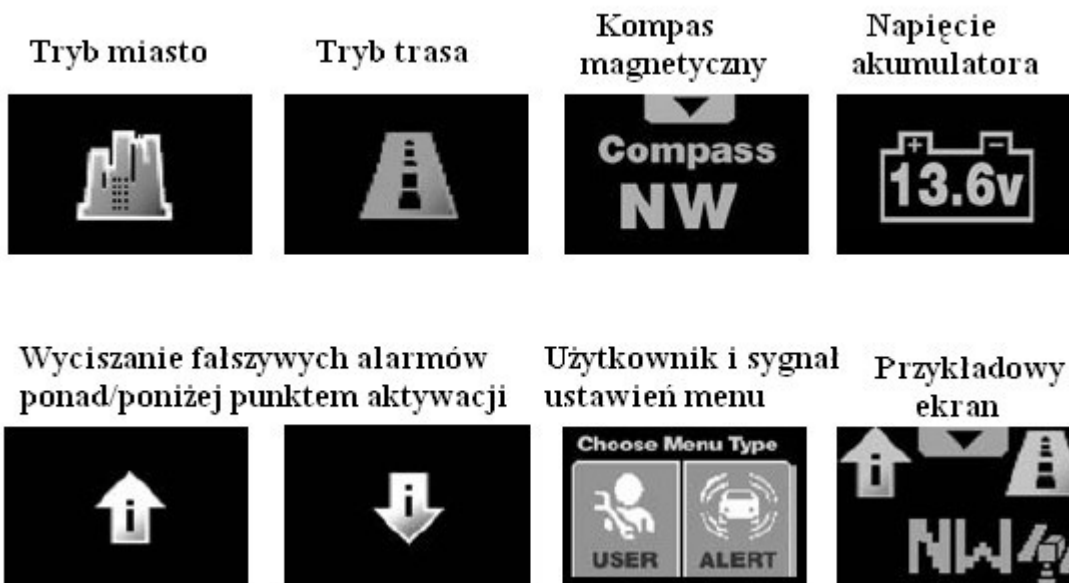 Tryb miasto
Tryb trasa
Kompas
magnetyczny
Napięcie
akumulatora
Compass
NW
+ −
13.6v
Wyciszanie fałszywych alarmów
ponad/poniżej punktem aktywacji
Użytkownik i sygnał
ustawień menu
Przykładowy
ekran
i
i
Choose Menu Type
USER
ALERT
i
NW